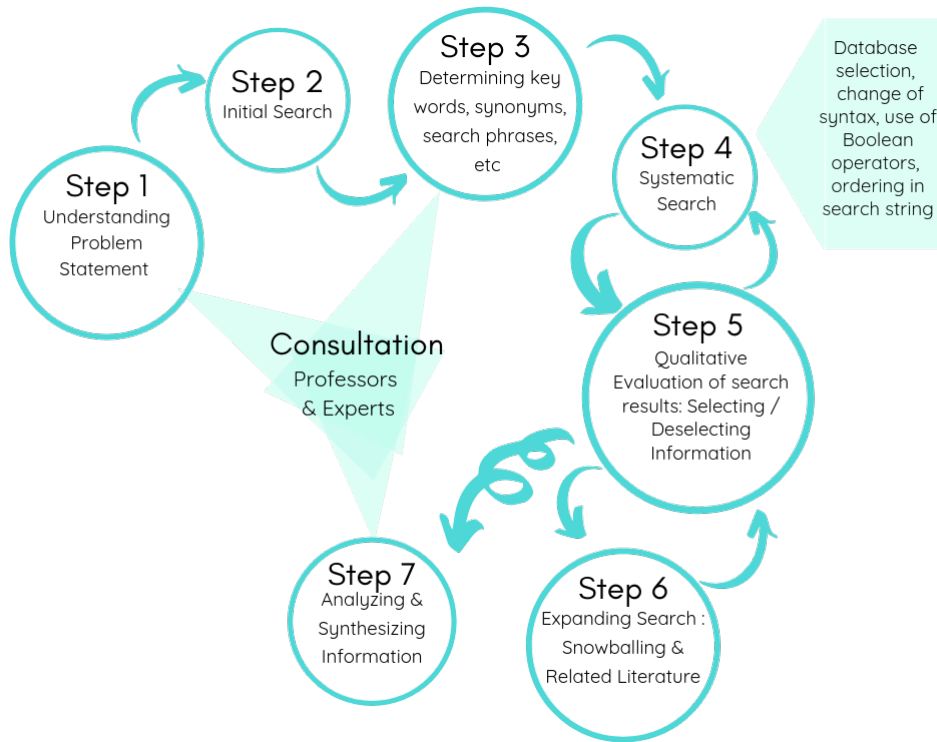 Step 1
Understanding
Problem
Statement
Step 2
Initial Search
Step 3
Determining key
words, synonyms,
search phrases,
etc
Step 4
Systematic
Search
Database
selection,
change of
syntax, use of
Boolean
operators,
ordering in
search string
Consultation
Professors
& Experts
Step 5
Qualitative
Evaluation of search
results: Selecting /
Deselecting
Information
Step 6
Expanding Search :
Snowballing &
Related Literature
Step 7
Analyzing &
Synthesizing
Information